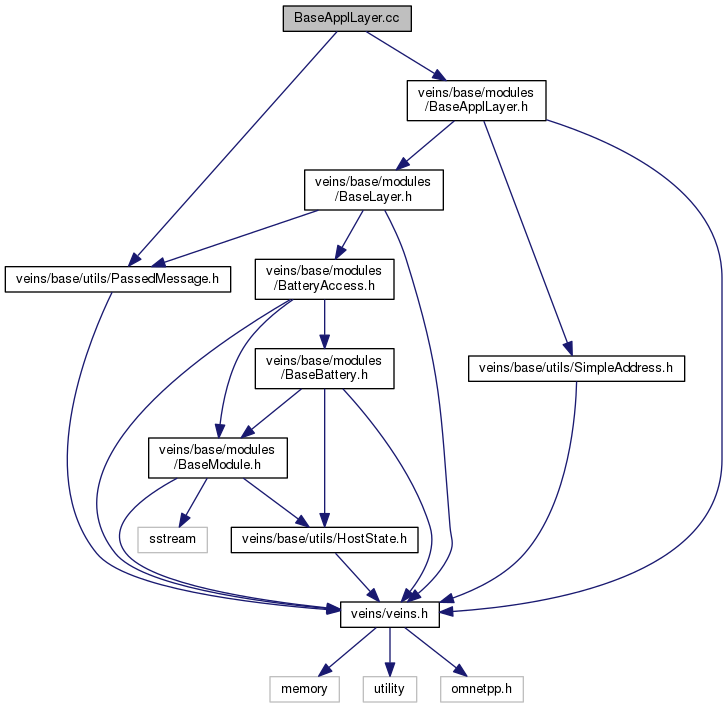 BaseApplLayer.cc
veins/base/modules
/BaseApplLayer.h
veins/base/modules
/BaseLayer.h
veins/base/utils/PassedMessage.h
veins/base/modules
/BatteryAccess.h
veins/base/modules
/BaseBattery.h
veins/base/utils/SimpleAddress.h
veins/base/modules
/BaseModule.h
sstream
veins/base/utils/HostState.h
veins/veins.h
memory
utility
omnetpp.h